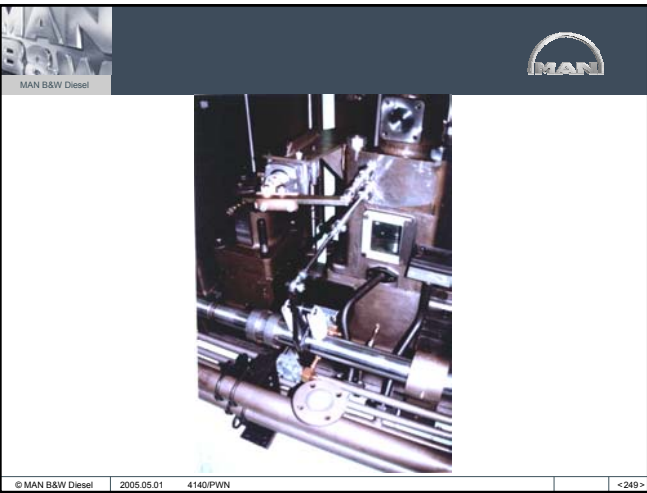 MAN
B&W
MAN B&W Diesel
MAN
© MAN B&W Diesel 2005.05.01 4140/PWN <249>